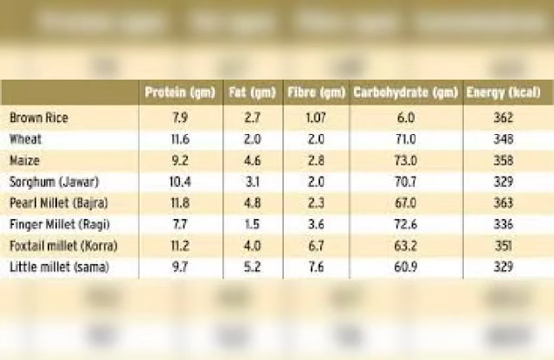 Protein (gm) Fat (gm) Fibre (gm) Carbohydrate (gm) Energy (kcal)
Brown Rice 7.9 2.7 1.07 6.0 362
Wheat 11.6 2.0 2.0 71.0 348
Maize 9.2 4.6 2.8 73.0 358
Sorghum (Jawar) 10.4 3.1 2.0 70.7 329
Pearl Millet (Bajra) 11.8 4.8 2.3 67.0 363
Finger Millet (Ragi) 7.7 1.5 3.6 72.6 336
Foxtail millet (Korra) 11.2 4.0 6.7 63.2 351
Little millet (sama) 9.7 5.2 7.6 60.9 329